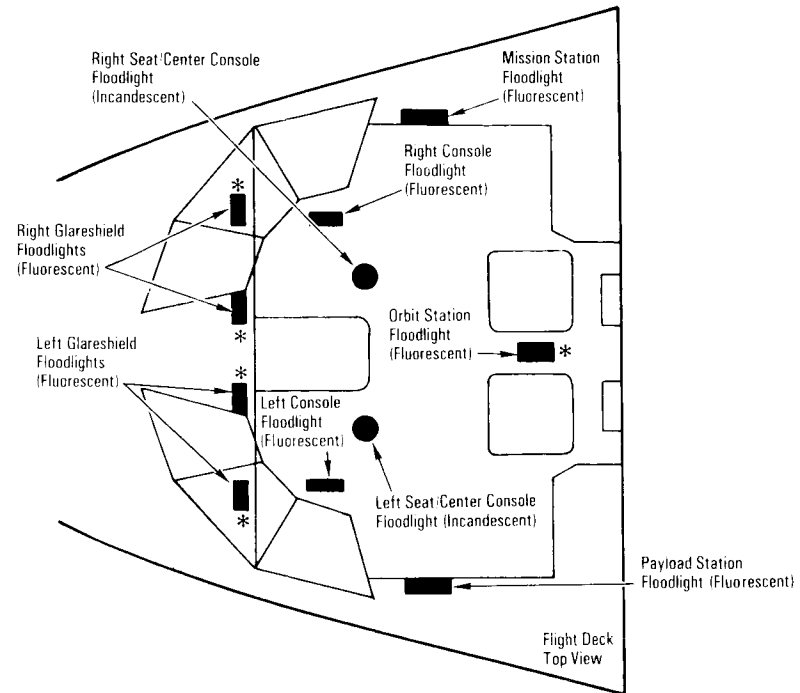 Right Seat/Center Console
Floodlight
(Incandescent)
Mission Station
Floodlight
(Fluorescent)
Right Console
Floodlight
(Fluorescent)
*
Right Glareshield
Floodlights
(Fluorescent)
*
Orbit Station
Floodlight
(Fluorescent)
*
Left Glareshield
Floodlights
(Fluorescent)
*
Left Console
Floodlight
(Fluorescent)
*
Left Seat/Center Console
Floodlight (Incandescent)
Payload Station
Floodlight (Fluorescent)
Flight Deck
Top View